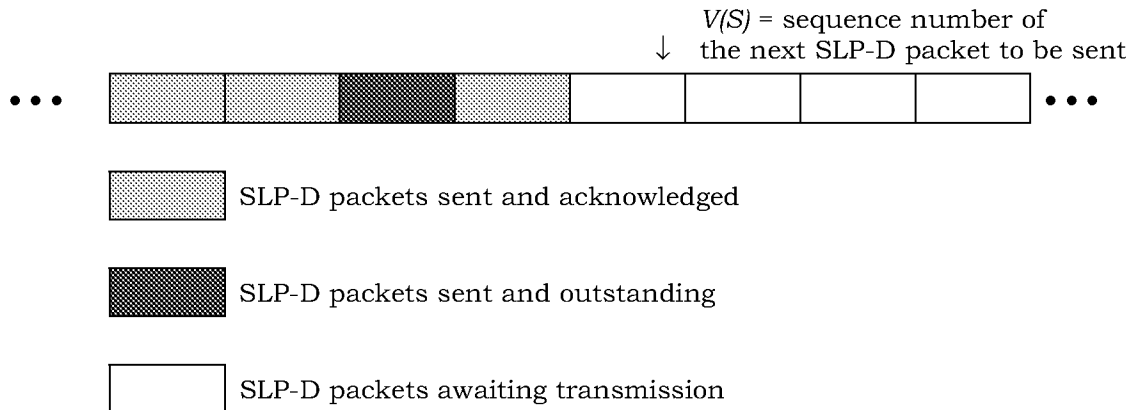 V(S) = sequence number of
the next SLP-D packet to be sent
SLP-D packets sent and acknowledged
SLP-D packets sent and outstanding
SLP-D packets awaiting transmission